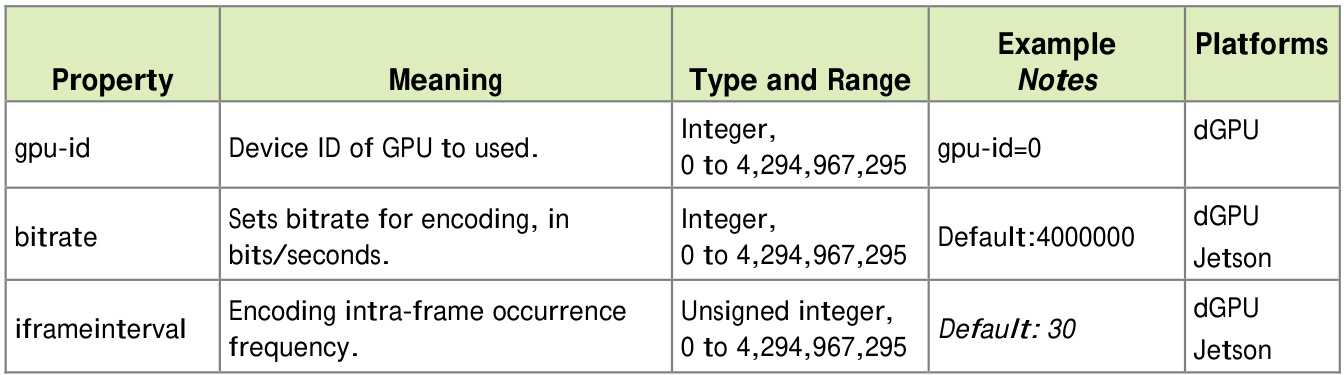 Property Meaning Type and Range Example Notes Platforms
gpu-id
Device ID of GPU to used.
Integer,
0 to 4,294,967,295
gpu-id=0
dGPU
bitrate
Sets bitrate for encoding, in
bits/seconds.
Integer,
0 to 4,294,967,295
Default:4000000
dGPU
Jetson
iframeinterval
Encoding intra-frame occurrence
frequency.
Unsigned integer,
0 to 4,294,967,295
Default: 30
dGPU
Jetson